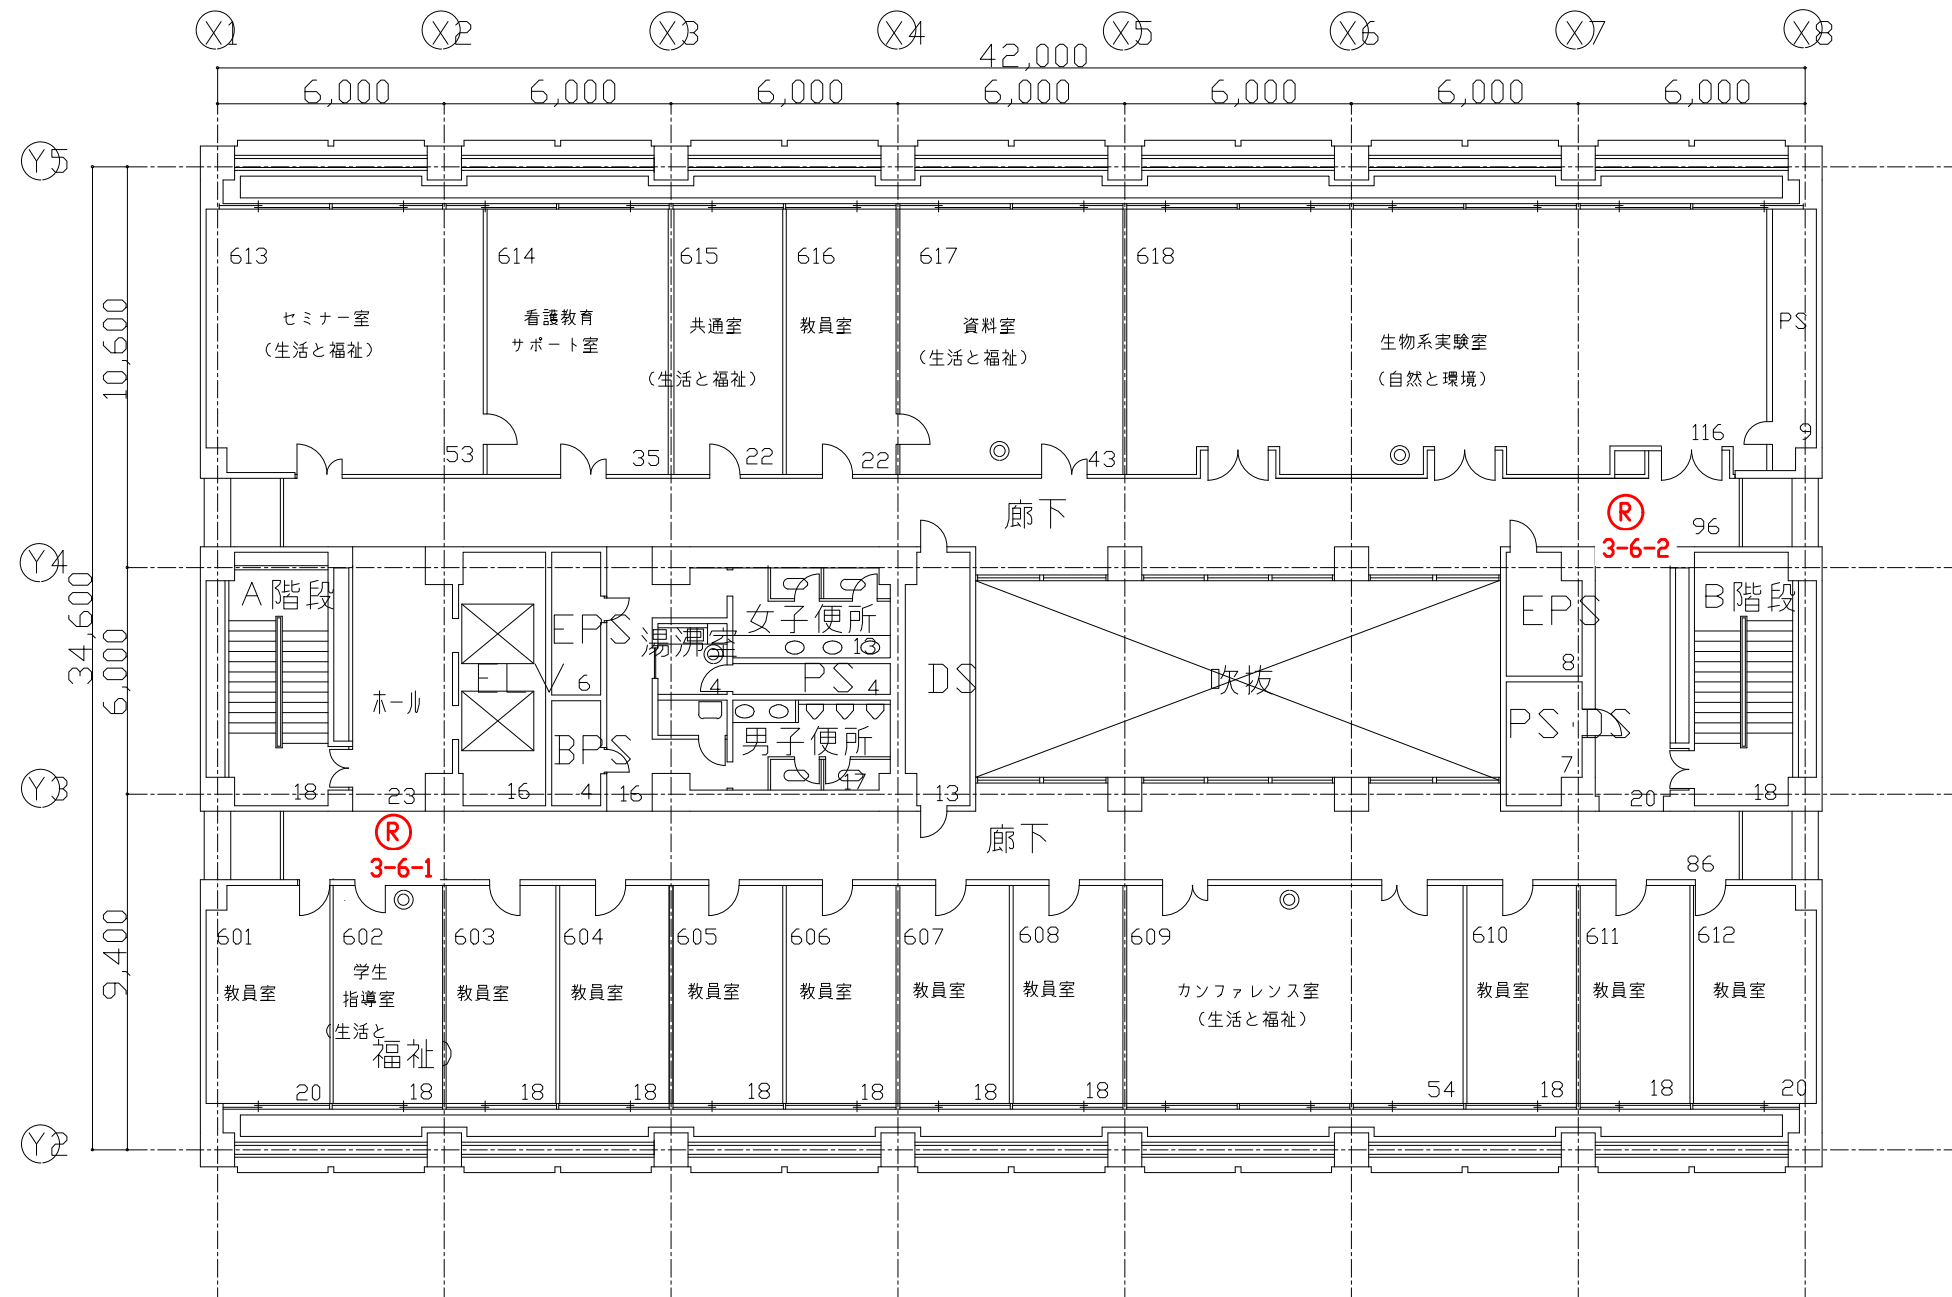 X1 X2 X3 X4 X5 X6 X7 X8
42,000
6,000 6,000 6,000 6,000 6,000 6,000 6,000
Y5
613 614 615 616 617 618
セミナー室
(生活と福祉)
看護教育
サポート室
共通室
(生活と福祉)
教員室
資料室
(生活と福祉)
生物系実験室
(自然と環境)
PS
10,600
53 35 22 22 43 116 9
廊下
R
3-6-2
96
Y4
34,600
6,000
A階段
18
ホール
23
EV
16
EPS
6
BPS
4
16
湯沸室
4
女子便所
13
PS
4
男子便所
17
DS
13
吹抜
EPS
8
PS·DS
7
20
B階段
18
Y3
R
3-6-1
廊下
86
9,400
601 602 603 604 605 606 607 608 609 610 611 612
教員室
学生
指導室
(生活と
福祉)
教員室
教員室
教員室
教員室
教員室
教員室
カンファレンス室
(生活と福祉)
教員室
教員室
教員室
20 18 18 18 18 18 18 18 54 18 18 20
Y2